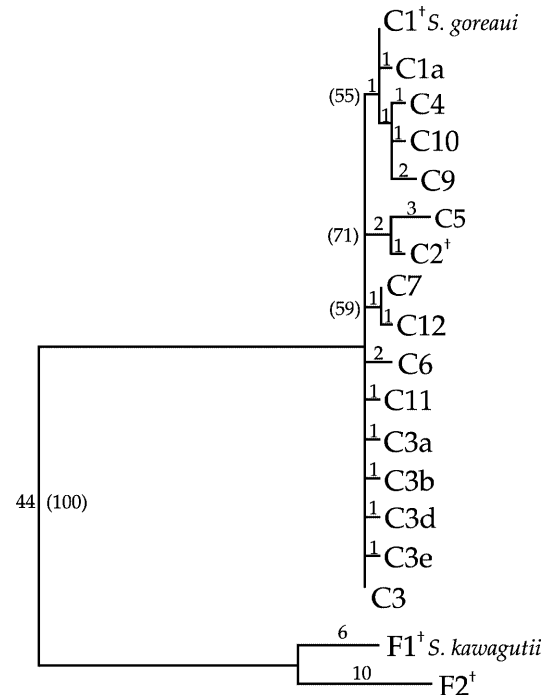 C1† S. goreaui
1
C1a
1
(55)
1
C4
1
1
C10
2
C9
3
C5
2
(71)
1
C2†
C7
1
(59)
1
C12
2
C6
1
C11
1
C3a
1
C3b
44 (100)
1
C3d
1
C3e
C3
6
F1† S. kawagutii
10
F2†